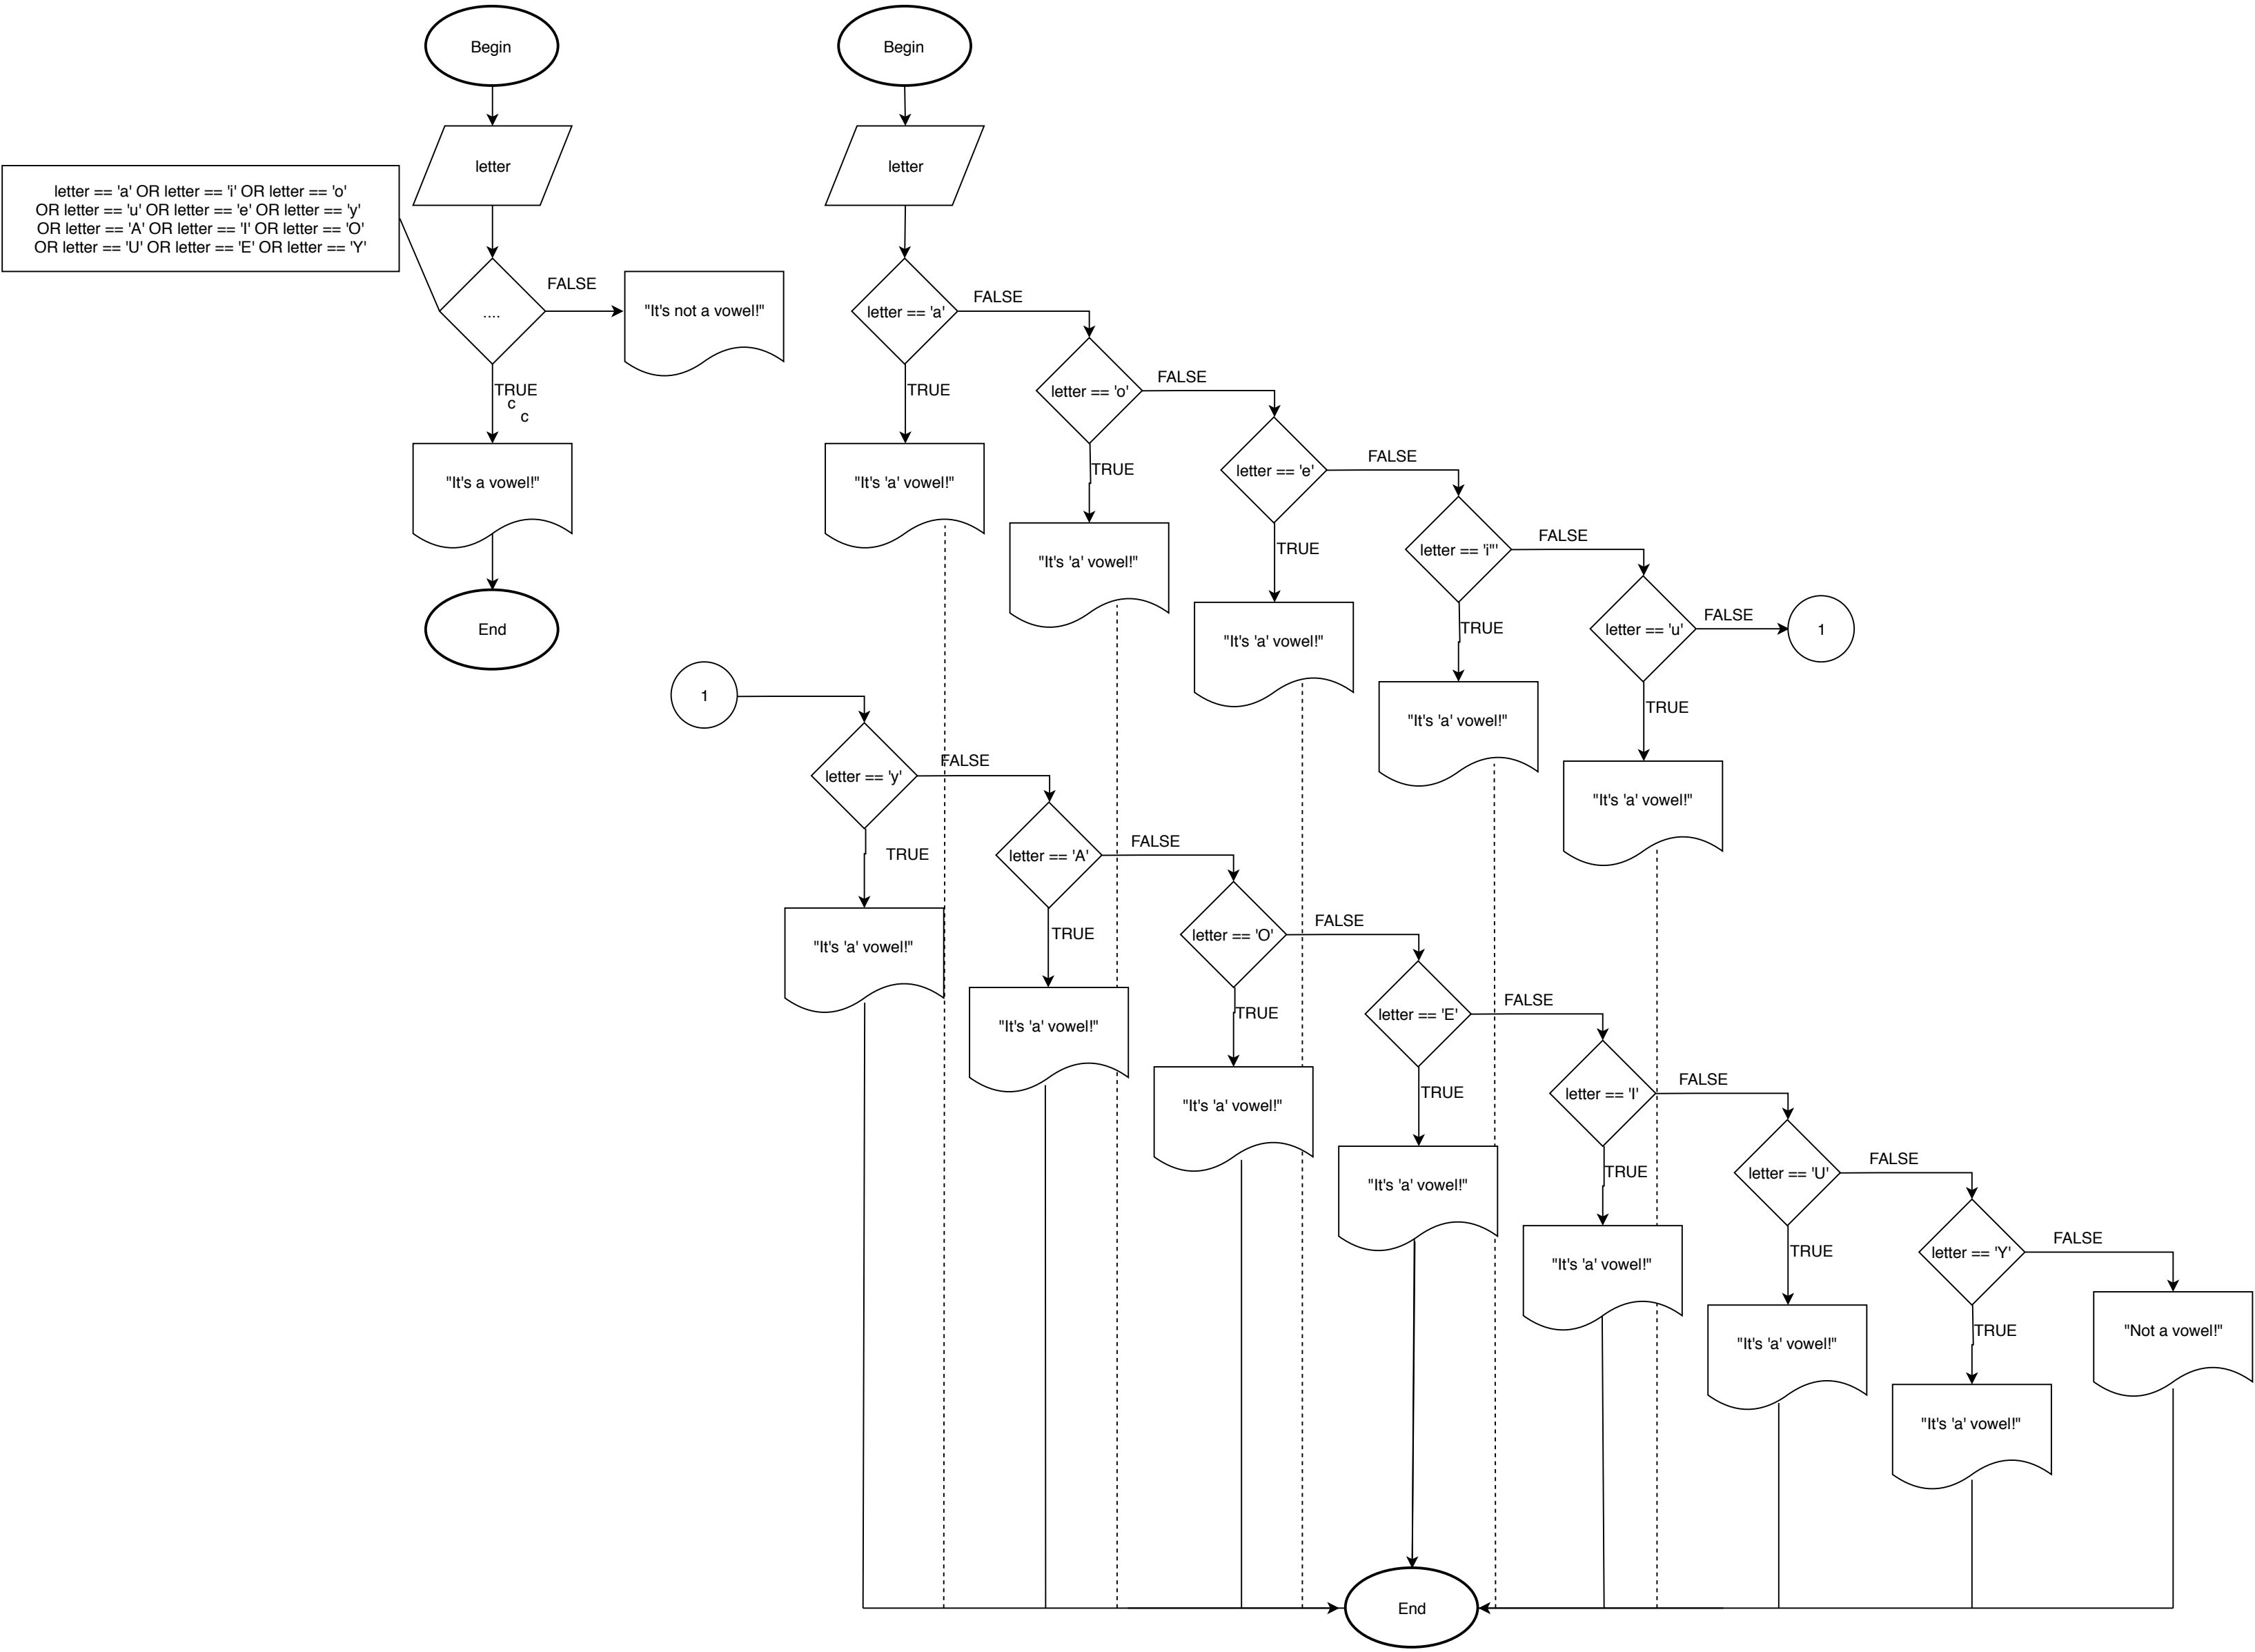 Begin
letter
letter == 'a' OR letter == 'i' OR letter == 'o'
OR letter == 'u' OR letter == 'e' OR letter == 'y'
OR letter == 'A' OR letter == 'I' OR letter == 'O'
OR letter == 'U' OR letter == 'E' OR letter == 'Y'
....
FALSE
"It's not a vowel!"
TRUE
c
c
"It's a vowel!"
End
Begin
letter
letter == 'a'
FALSE
TRUE
"It's 'a' vowel!"
letter == 'o'
FALSE
TRUE
"It's 'a' vowel!"
letter == 'e'
FALSE
TRUE
"It's 'a' vowel!"
letter == 'i"'
FALSE
TRUE
"It's 'a' vowel!"
letter == 'u'
FALSE
1
TRUE
"It's 'a' vowel!"
1
letter == 'y'
FALSE
TRUE
"It's 'a' vowel!"
letter == 'A'
FALSE
TRUE
"It's 'a' vowel!"
letter == 'O'
FALSE
TRUE
"It's 'a' vowel!"
letter == 'E'
FALSE
TRUE
"It's 'a' vowel!"
letter == 'I'
FALSE
TRUE
"It's 'a' vowel!"
letter == 'U'
FALSE
TRUE
"It's 'a' vowel!"
letter == 'Y'
FALSE
TRUE
"It's 'a' vowel!"
"Not a vowel!"
End